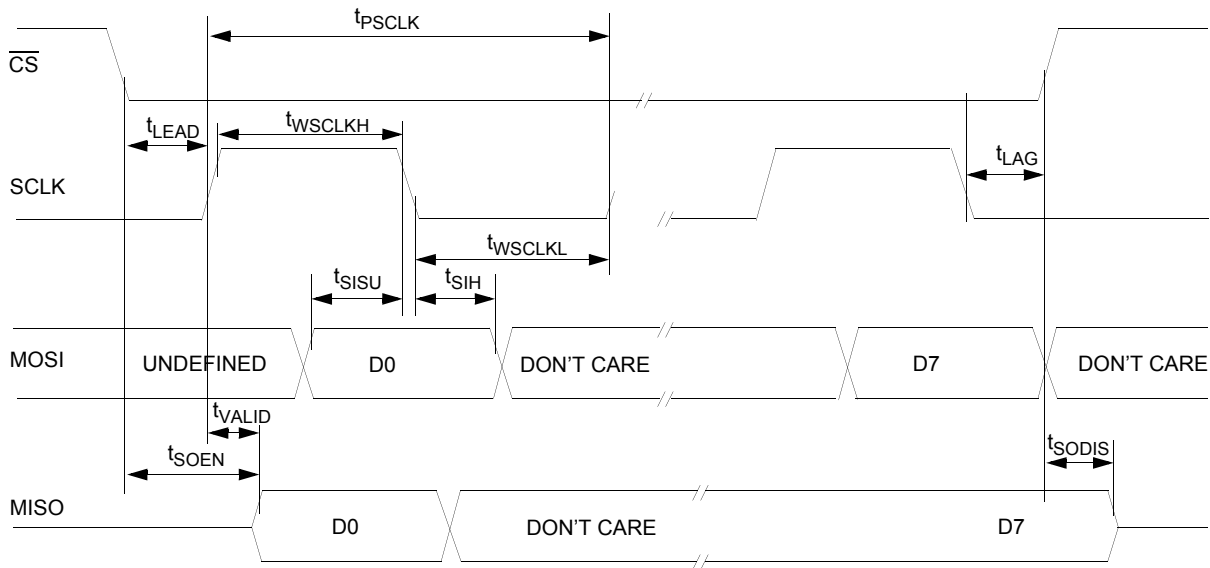 tPSCLK
CS
tLEAD
tWSCLKH
tLAG
SCLK
tWSCLKL
tSISU
tSIH
MOSI
UNDEFINED
D0
DON'T CARE
D7
DON'T CARE
tVALID
tSOEN
tSODIS
MISO
D0
DON'T CARE
D7